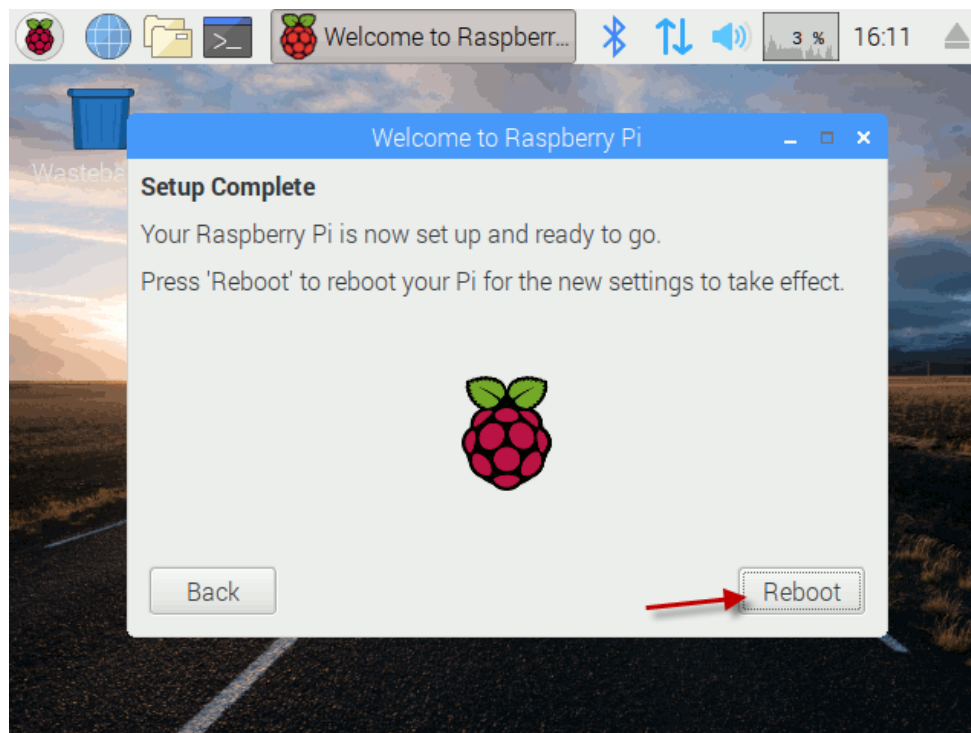 >_
Welcome to Raspberr...
3 %
16:11
Welcome to Raspberry Pi
Wasteba
Setup Complete
Your Raspberry Pi is now set up and ready to go.
Press 'Reboot' to reboot your Pi for the new settings to take effect.
Back
Reboot